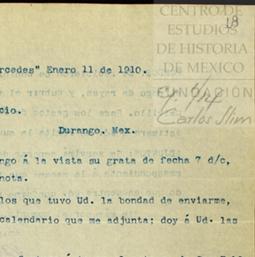 CENTRO DE
ESTUDIOS
DE HISTORIA
DE MEXICO
FUNDACIÓN
Carlos Slim
18
rcedes" Enero 11 de 1910.
cio.
Durango. Mex.
ngo á la vista su grata de fecha 7 d/c,
nota.
los que tuvo Ud. la bondad de enviarme,
calendario que me adjunta; doy á Ud. las